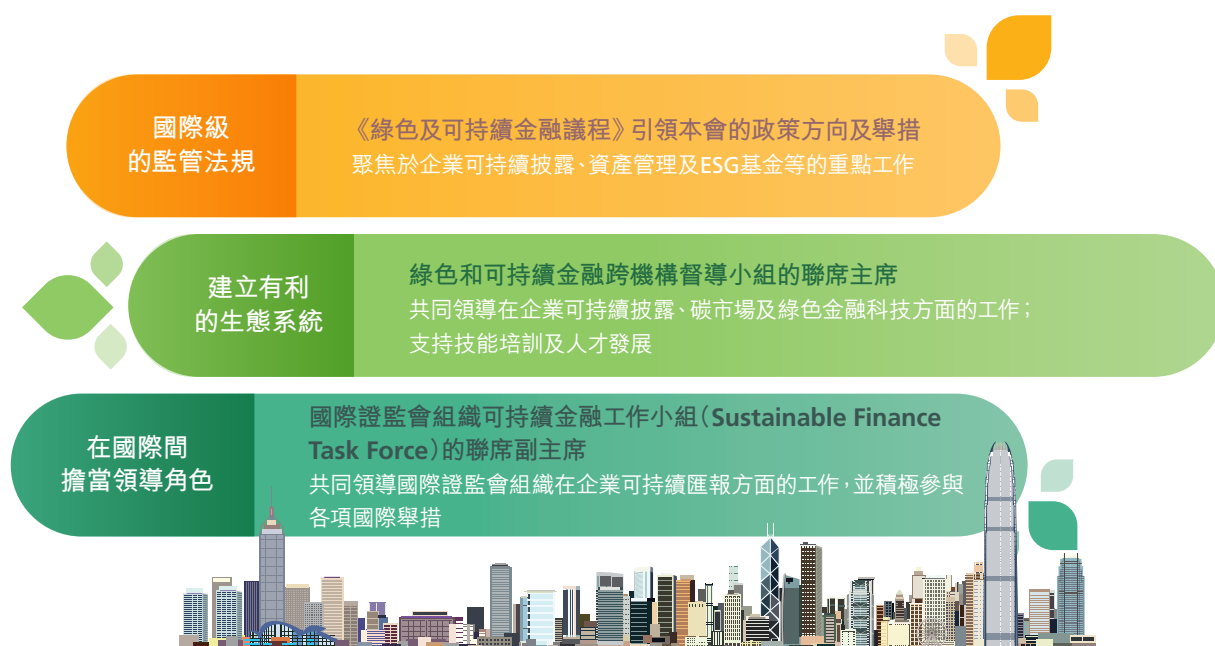 國際級
的監管法規
《綠色及可持續金融議程》引領本會的政策方向及舉措
聚焦於企業可持續披露、資產管理及ESG基金等的重點工作
建立有利
的生態系統
綠色和可持續金融跨機構督導小組的聯席主席
共同領導在企業可持續披露、碳市場及綠色金融科技方面的工作；
支持技能培訓及人才發展
在國際間
擔當領導角色
國際證監會組織可持續金融工作小組（Sustainable Finance
Task Force）的聯席副主席
共同領導國際證監會組織在企業可持續匯報方面的工作，並積極參與
各項國際舉措